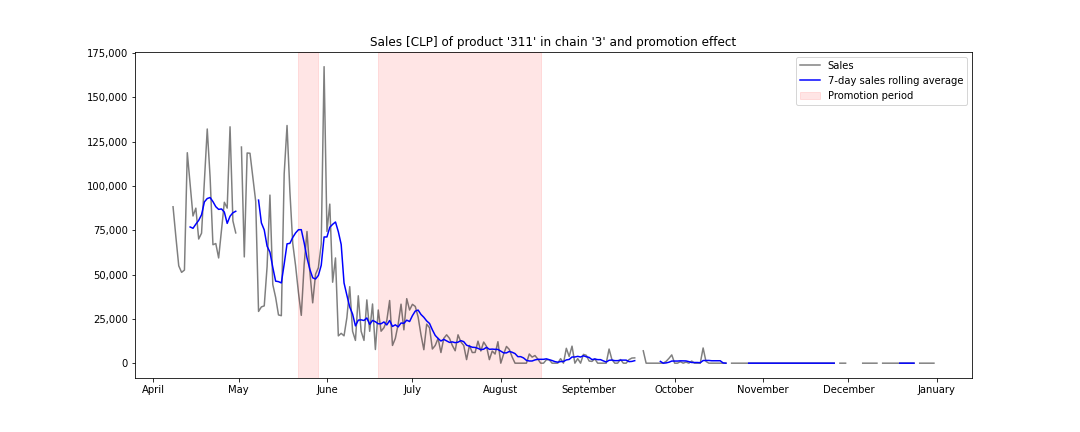 Sales [CLP] of product '311' in chain '3' and promotion effect
175,000
150,000
125,000
100,000
75,000
50,000
25,000
0
Sales
7-day sales rolling average
Promotion period
April May June July August September October November December January